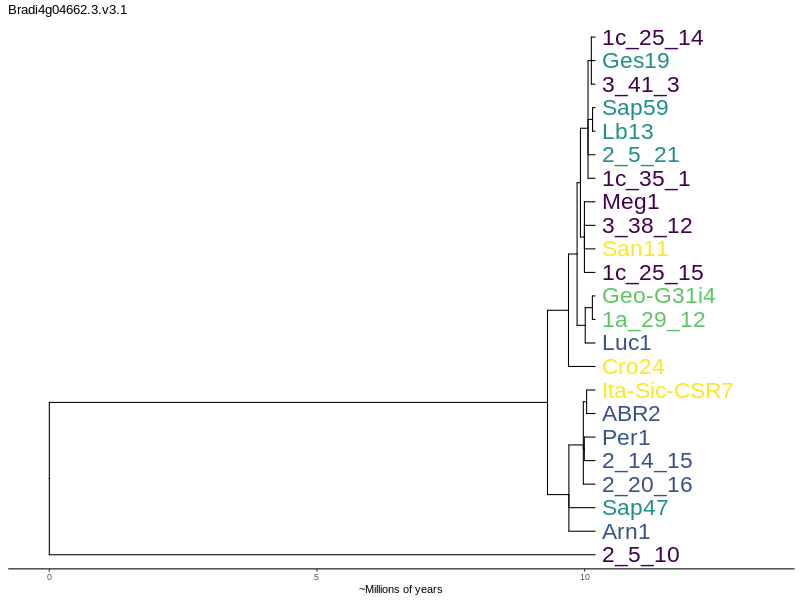 Bradi4g04662.3.v3.1
1c_25_14
Ges19
3_41_3
Sap59
Lb13
2_5_21
1c_35_1
Meg1
3_38_12
San11
1c_25_15
Geo-G31i4
1a_29_12
Luc1
Cro24
Ita-Sic-CSR7
ABR2
Per1
2_14_15
2_20_16
Sap47
Arn1
2_5_10
0 5 10
~Millions of years